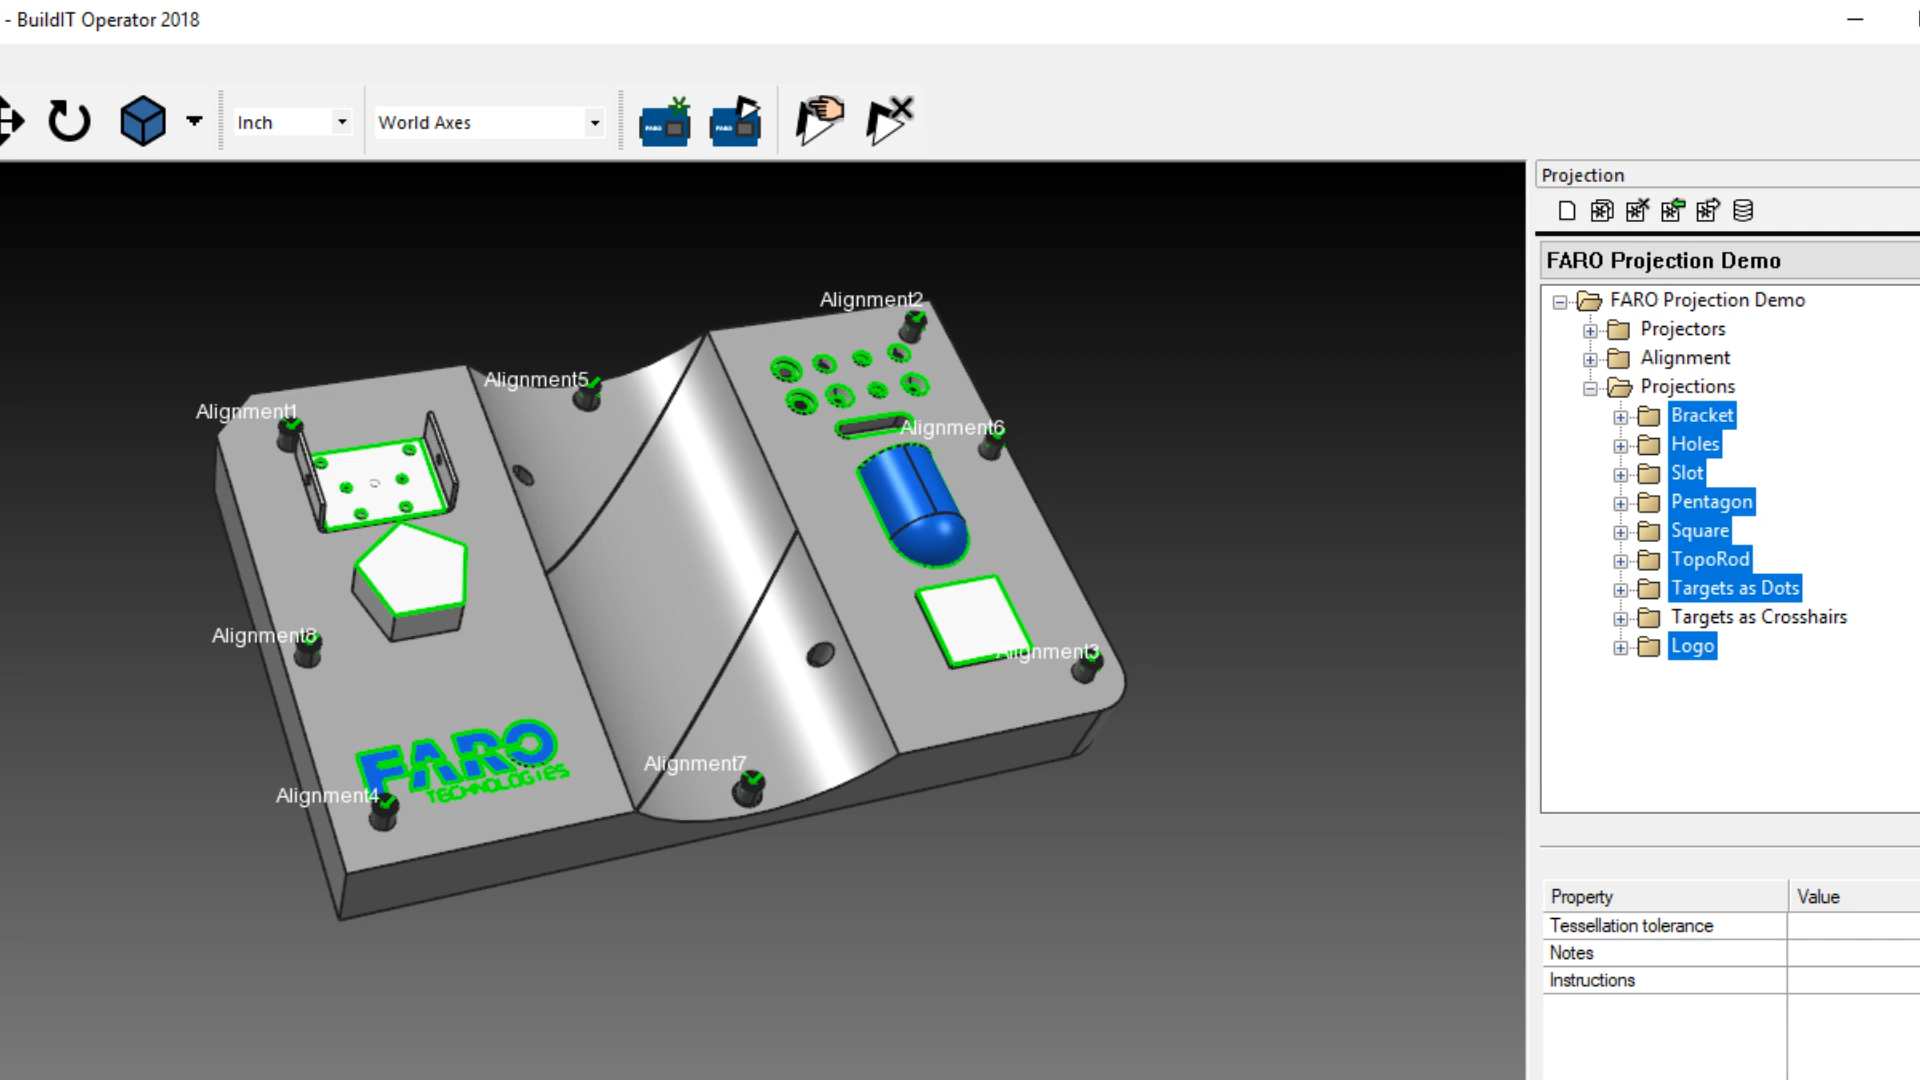 - BuildIT Operator 2018
Inch
World Axes
FARO
FARO
Projection
FARO Projection Demo
FARO Projection Demo
Projectors
Alignment
Projections
Bracket
Holes
Slot
Pentagon
Square
TopoRod
Targets as Dots
Targets as Crosshairs
Logo
Alignment2
Alignment5
Alignment1
Alignment6
Alignment8
Alignment3
FARO
TECHNOLOGIES
Alignment7
Alignment4
Property Value
Tessellation tolerance
Notes
Instructions